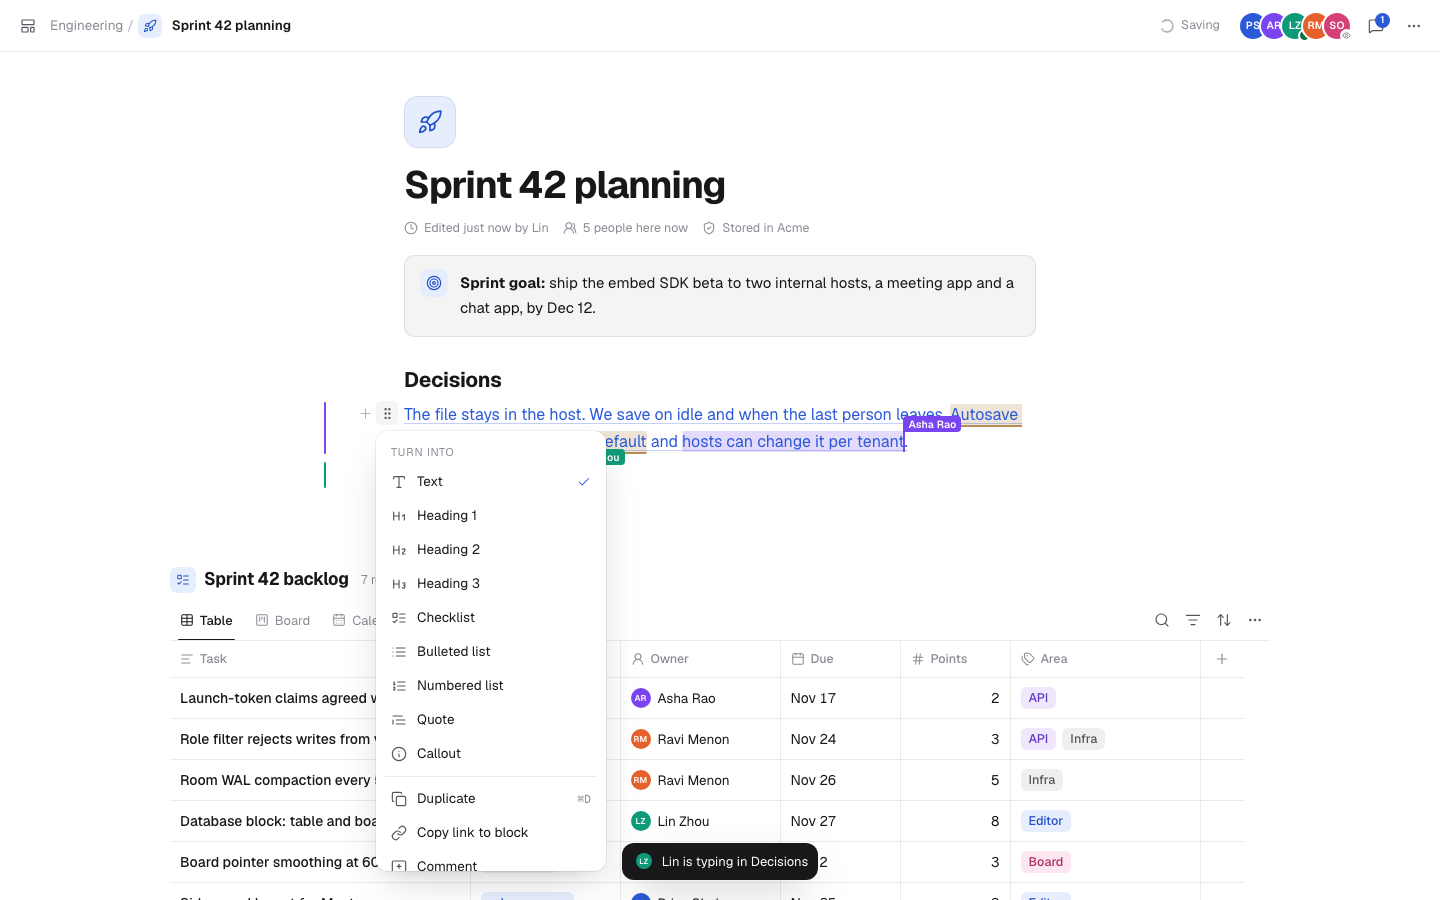 Engineering / Sprint 42 planning
Saving
PS AR LZ RM SO
1
Sprint 42 planning
Edited just now by Lin 5 people here now Stored in Acme
Sprint goal: ship the embed SDK beta to two internal hosts, a meeting app and a
chat app, by Dec 12.
Decisions
The file stays in the host. We save on idle and when the last person leaves. Autosave
Asha Rao
efault and hosts can change it per tenant.
ou
TURN INTO
Text
H1 Heading 1
H2 Heading 2
H3 Heading 3
Checklist
Bulleted list
Numbered list
Quote
Callout
Duplicate ⌘D
Copy link to block
Comment
Sprint 42 backlog 7 r
Table Board Cale
Task Owner Due Points Area
Launch-token claims agreed AR Asha Rao Nov 17 2 API
Role filter rejects writes from RM Ravi Menon Nov 24 3 API Infra
Room WAL compaction every RM Ravi Menon Nov 26 5 Infra
Database block: table and boa LZ Lin Zhou Nov 27 8 Editor
Board pointer smoothing at 60 2 3 Board
LZ Lin is typing in Decisions